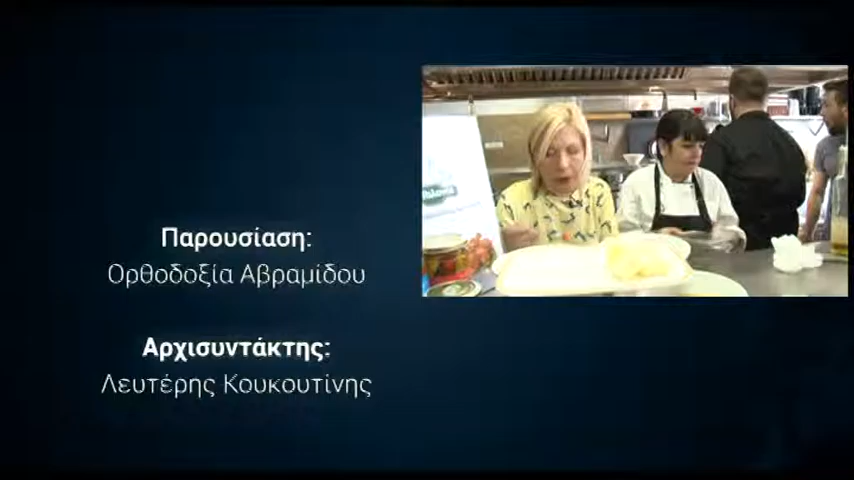 Παρουσίαση:
Ορθοδοξία Αβραμίδου
Αρχισυντάκτης:
Λευτέρης Κουκουτίνης